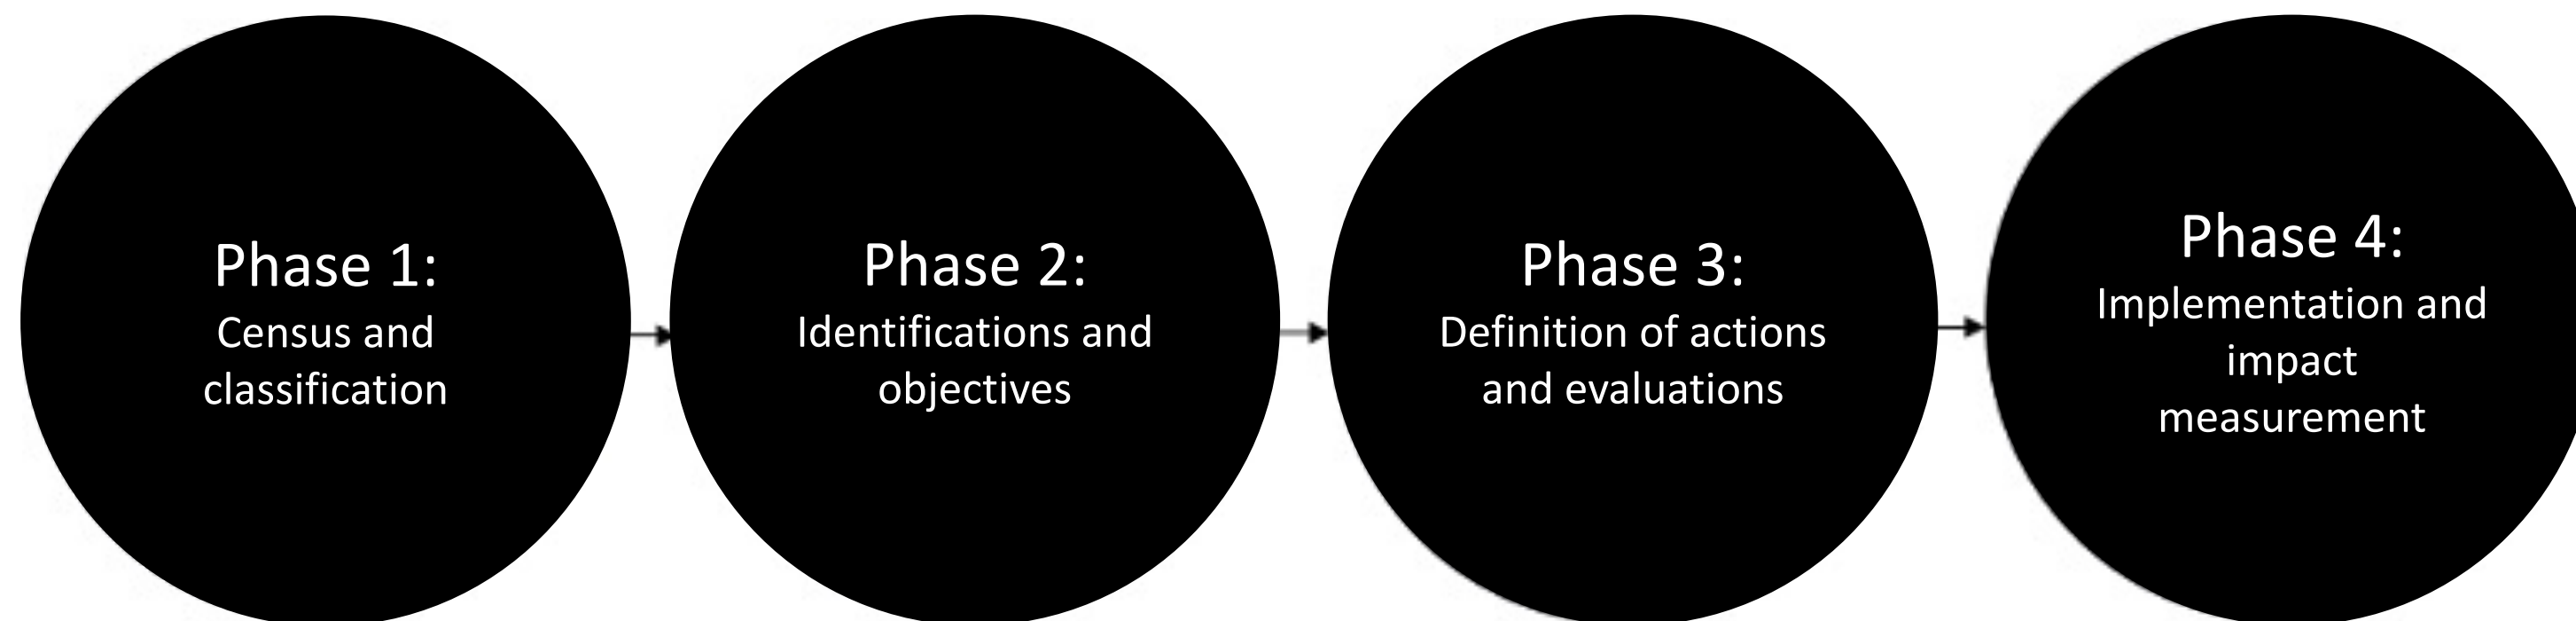 Phase 1:
Census and
classification
Phase 2:
Identifications and
objectives
Phase 3:
Definition of actions
and evaluations
Phase 4:
Implementation and
impact
measurement